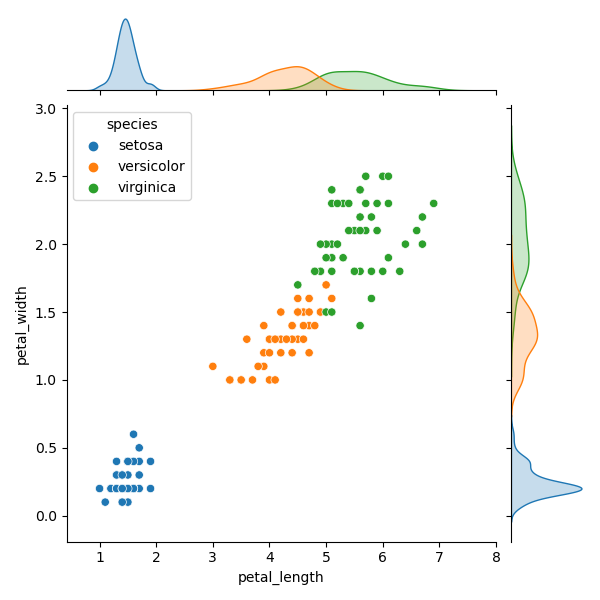 3.0
species
setosa
versicolor
virginica
2.5
2.0
1.5
1.0
0.5
0.0
petal_width
1 2 3 4 5 6 7 8
petal_length